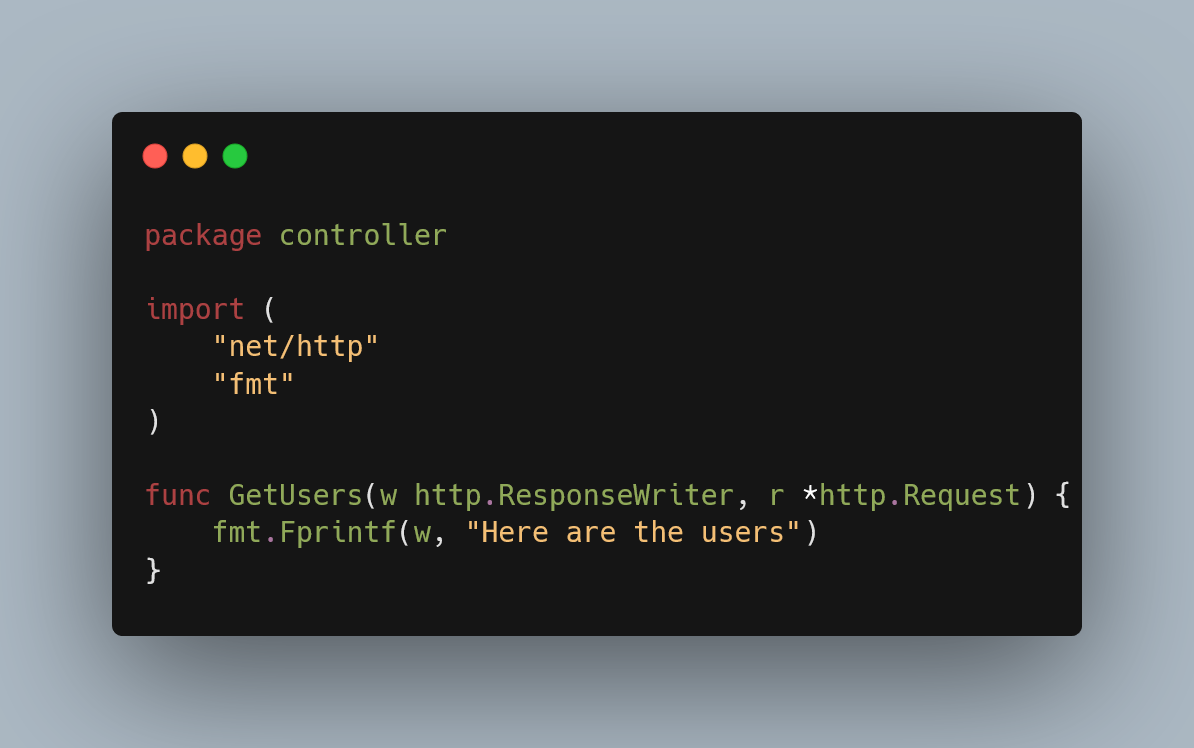 package controller
import (
    "net/http"
    "fmt"
)
func GetUsers(w http.ResponseWriter, r *http.Request) {
    fmt.Fprintf(w, "Here are the users")
}